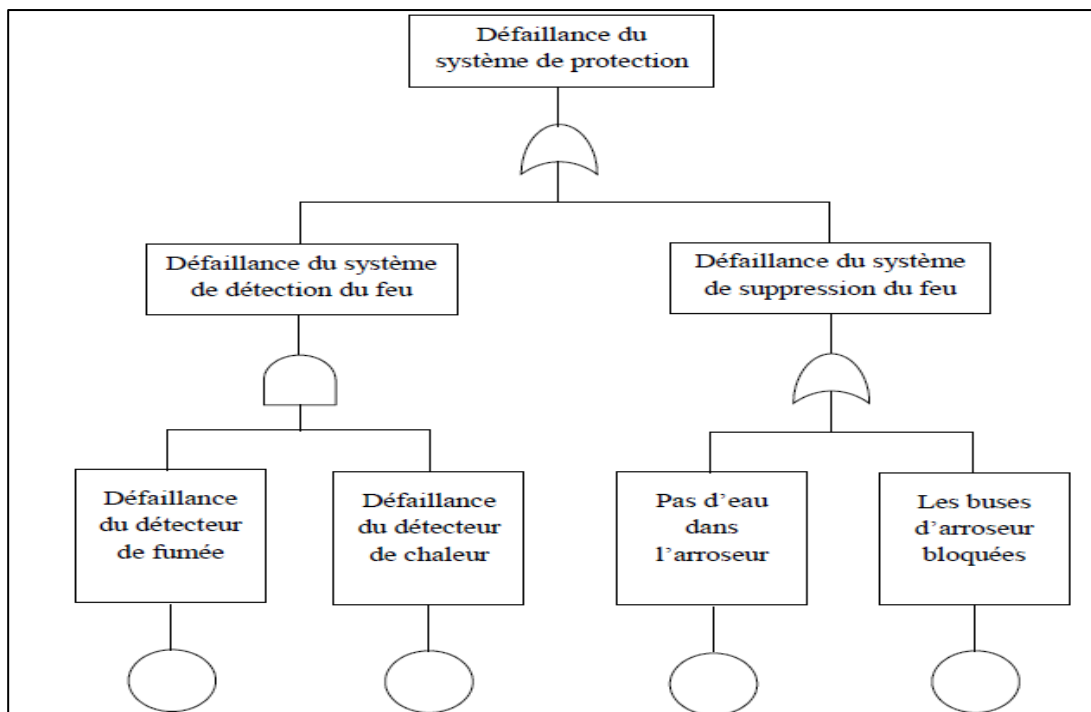 Défaillance du
système de protection
Défaillance du système
de détection du feu
Défaillance du système
de suppression du feu
Défaillance
du détecteur
de fumée
Défaillance
du détecteur
de chaleur
Pas d’eau
dans
l’arroseur
Les buses
d’arroseur
bloquées